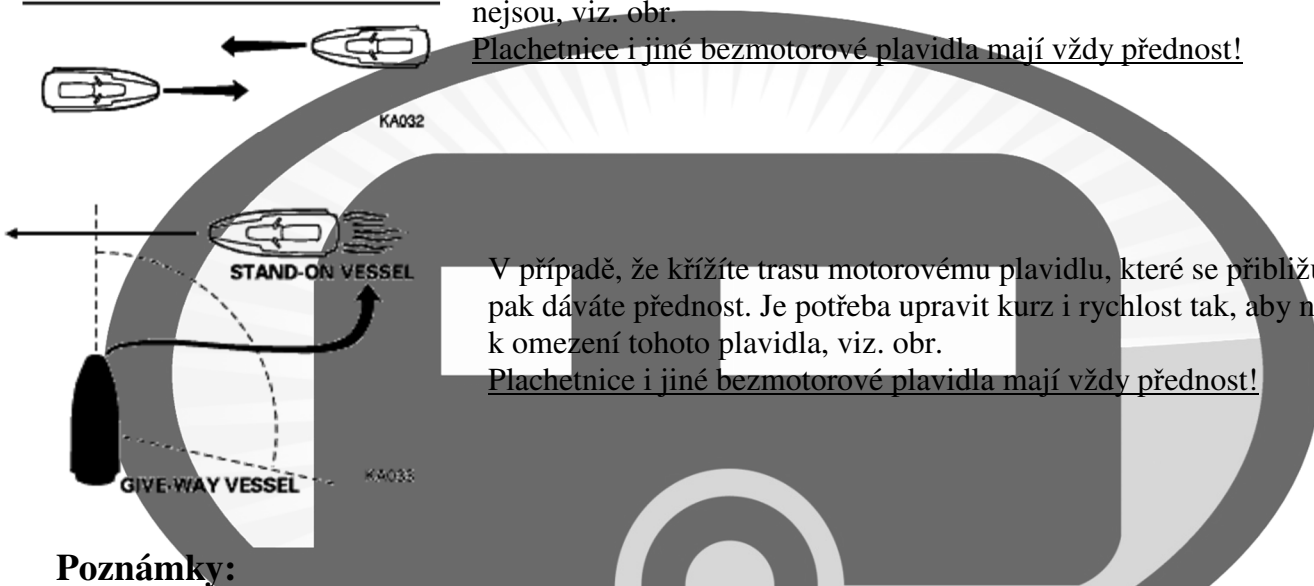 nejsou, viz. obr.
Plachetnice i jiné bezmotorové plavidla mají vždy přednost!
KA032
STAND-ON VESSEL
V případě, že křížíte trasu motorovému plavidlu, které se
pak dáváte přednost. Je potřeba upravit kurz i rychlost tak, aby
k omezení tohoto plavidla, viz. obr.
Plachetnice i jiné bezmotorové plavidla mají vždy přednost!
GIVE-WAY VESSEL
KA033
Poznámky: